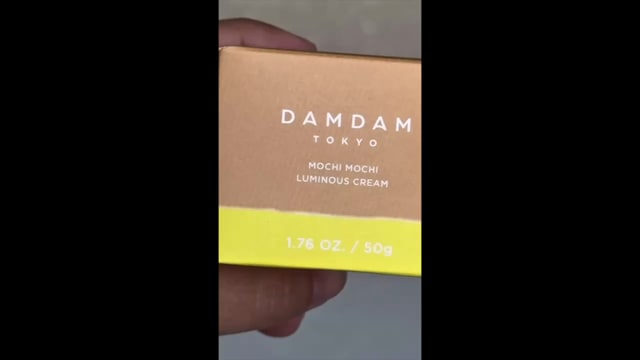 DAMDAM
TOKYO
MOCHI MOCHI
LUMINOUS CREAM
1.76 OZ. / 50g